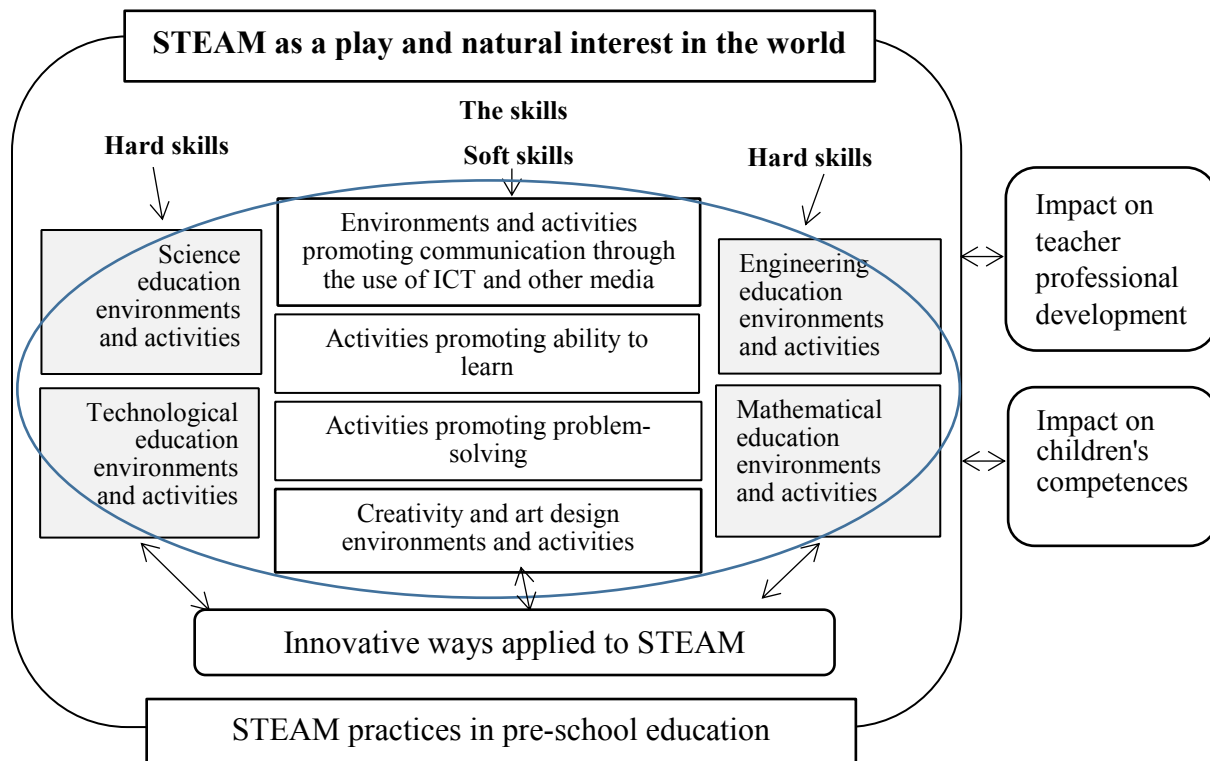 STEAM as a play and natural interest in the world
The skills
Hard skills
Soft skills
Hard skills
Science
education
environments
and activities
Technological
education
environments
and activities
Environments and activities
promoting communication through
the use of ICT and other media
Activities promoting ability to
learn
Activities promoting problem-
solving
Creativity and art design
environments and activities
Engineering
education
environments
and activities
Mathematical
education
environments
and activities
Impact on
teacher
professional
development
Impact on
children's
competences
Innovative ways applied to STEAM
STEAM practices in pre-school education